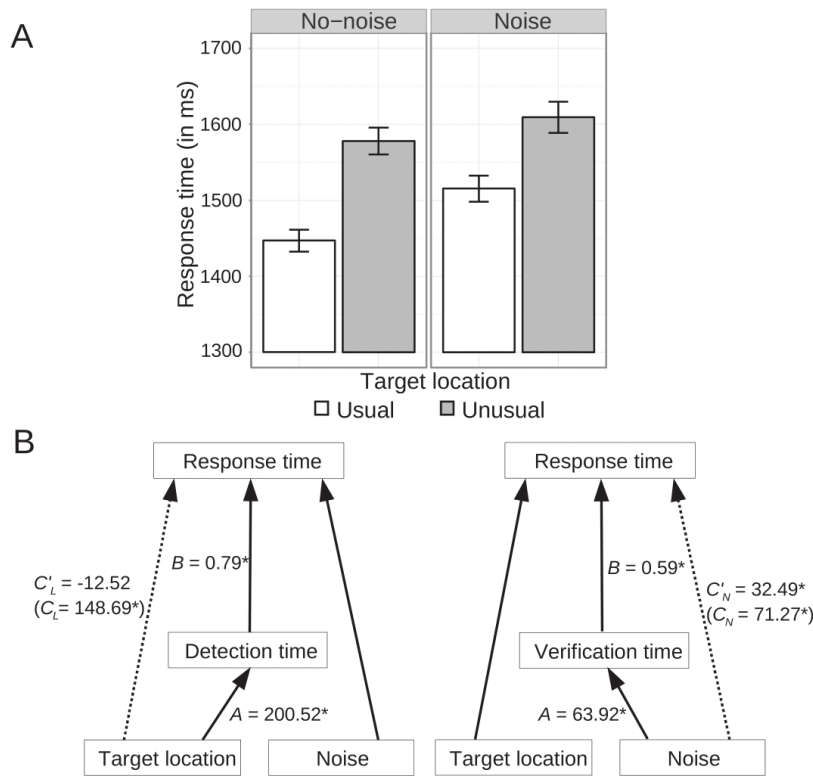 A
No−noise
Noise
Response time (in ms)
1700
1600
1500
1400
1300
Target location
Usual
Unusual
B
Response time
Response time
B = 0.79*
B = 0.59*
C'L = -12.52
(CL= 148.69*)
C'N = 32.49*
(CN = 71.27*)
Detection time
Verification time
A = 200.52*
A = 63.92*
Target location
Noise
Target location
Noise